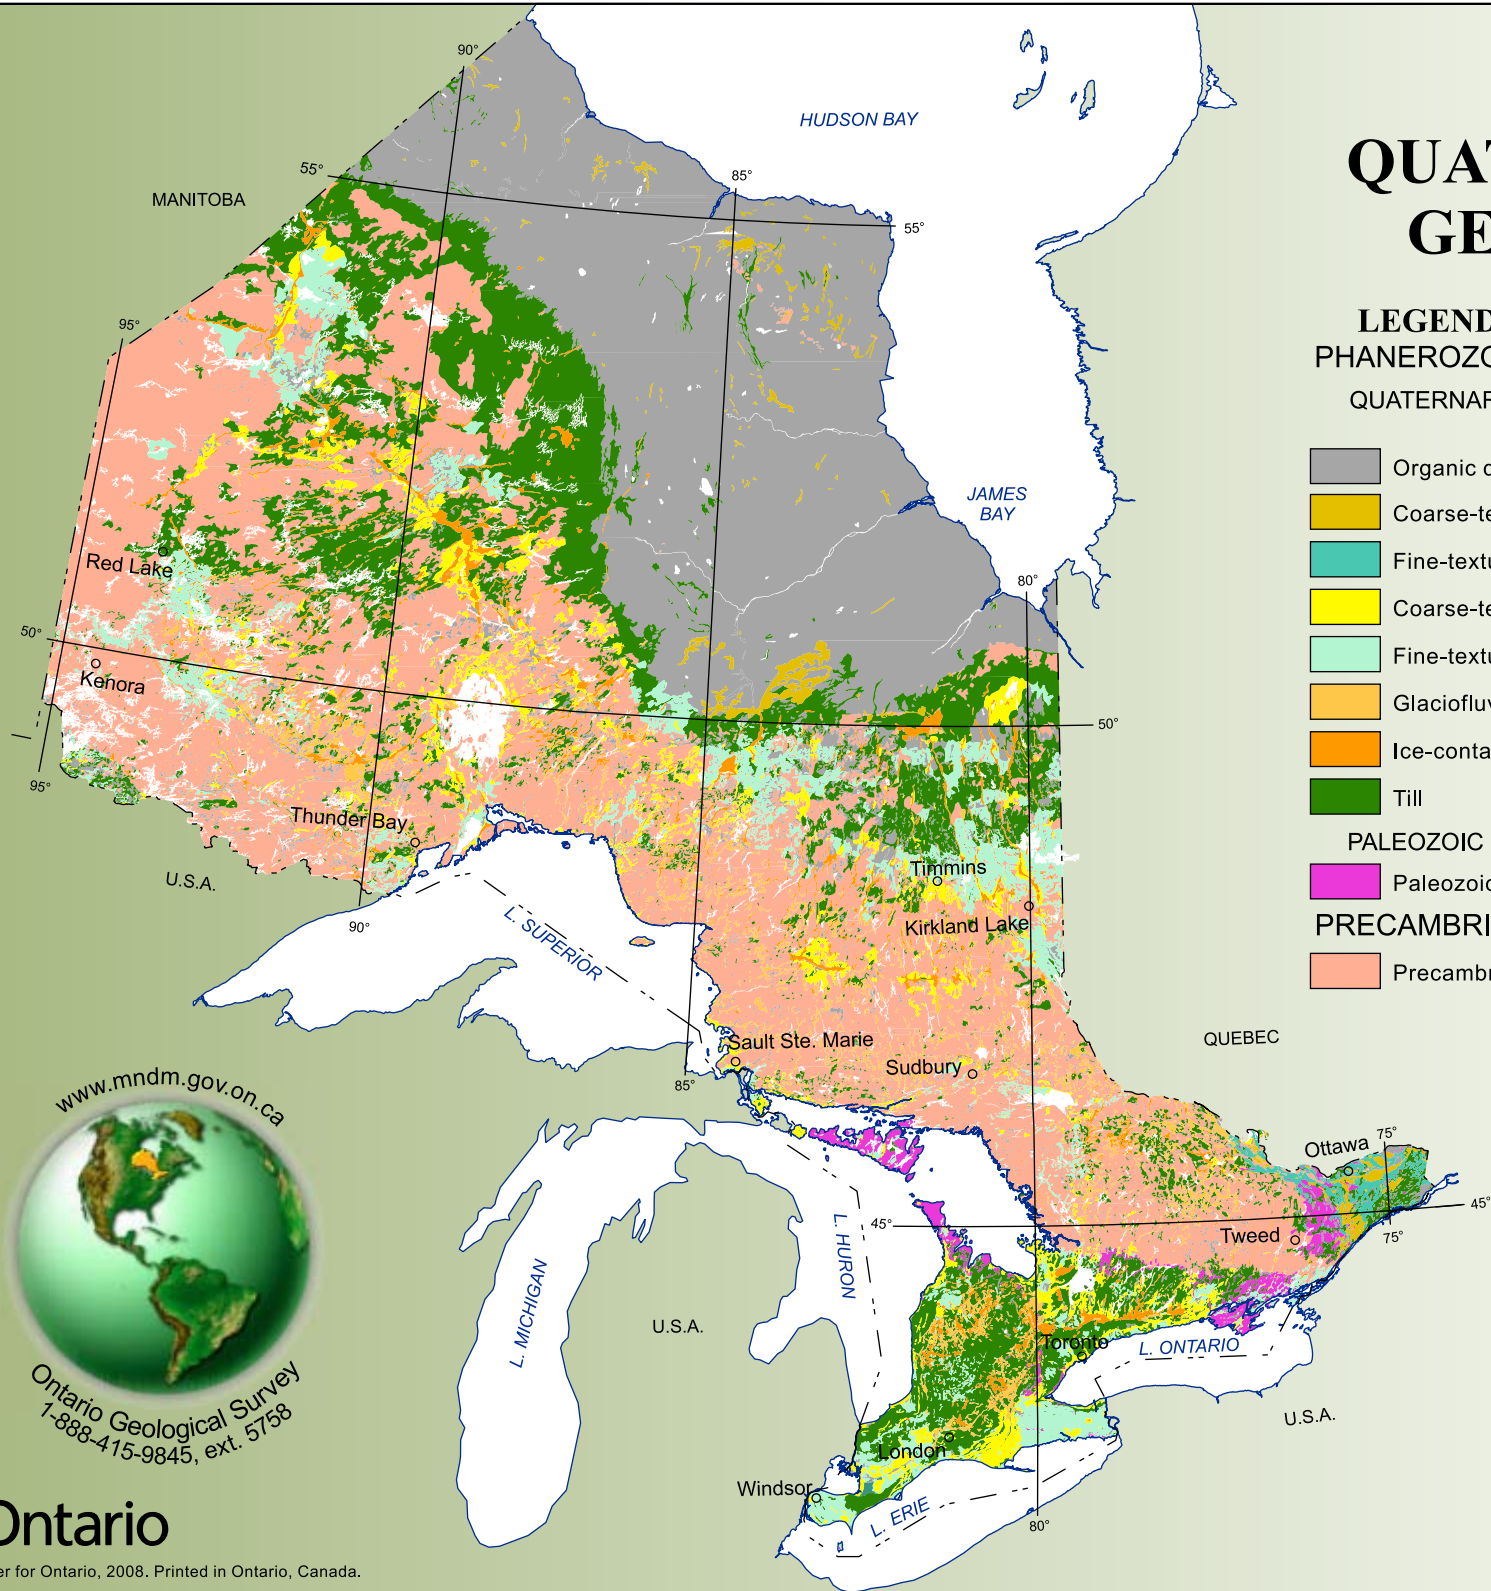 90°
HUDSON BAY
QUA
GE
55°
85°
MANITOBA
55°
LEGEND
PHANEROZO
QUATERNAR
95°
Organic
JAMES
BAY
Coarse-te
Red Lake
Fine-textu
80°
Coarse-te
50°
Kenora
Fine-textu
Glaciofluv
50°
Ice-conta
95°
Till
Thunder Bay
PALEOZOIC
Timmins
U.S.A.
Paleozoic
90°
L. SUPERIOR
Kirkland Lake
PRECAMBRI
Precambr
Sault Ste. Marie
QUEBEC
Sudbury
85°
www.mndm.gov.on.ca
Ottawa
75°
45°
45°
Tweed
75°
L. HURON
L. MICHIGAN
U.S.A.
Toronto
L. ONTARIO
Ontario Geological Survey
1-888-415-9845, ext. 5758
U.S.A.
London
Windsor
L. ERIE
80°
Ontario
er for Ontario, 2008. Printed in Ontario, Canada.